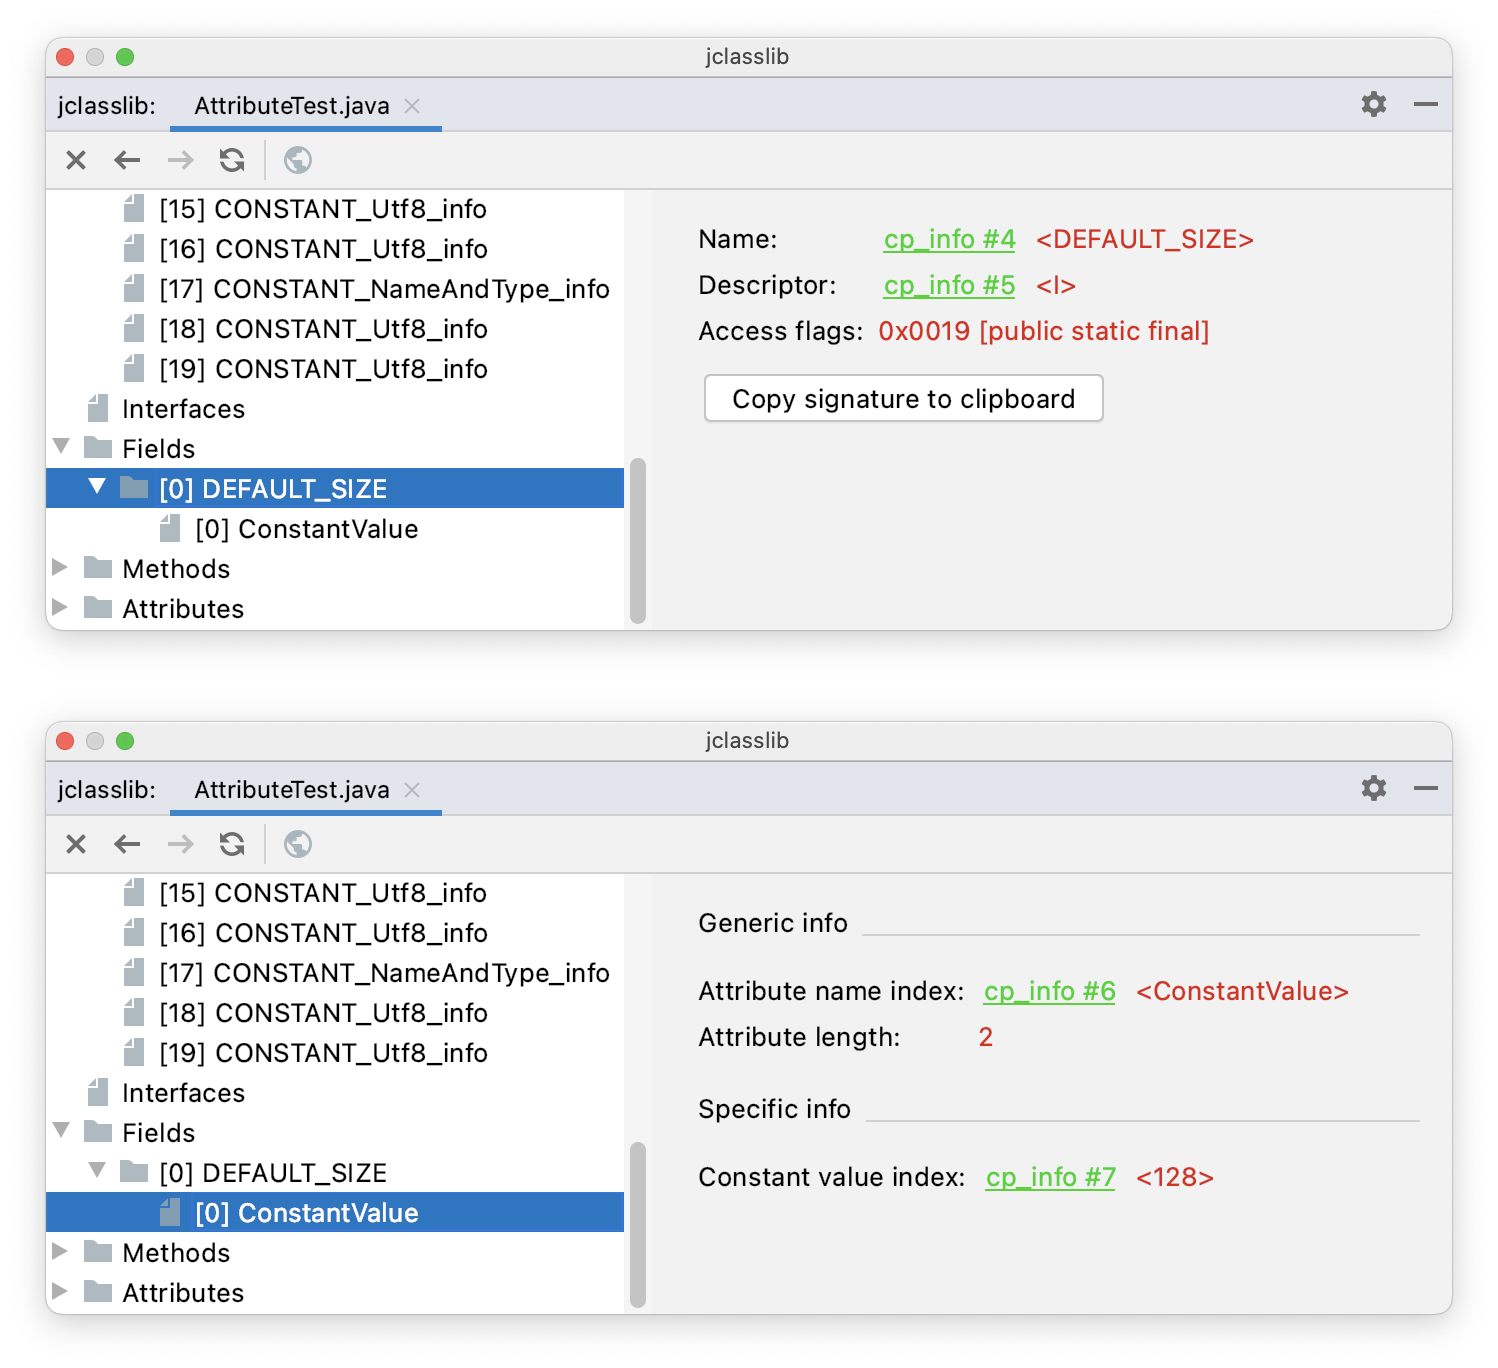 jclasslib
jclasslib: AttributeTest.java
[15] CONSTANT_Utf8_info
[16] CONSTANT_Utf8_info
[17] CONSTANT_NameAndType_info
[18] CONSTANT_Utf8_info
[19] CONSTANT_Utf8_info
Interfaces
Fields
[0] DEFAULT_SIZE
[0] ConstantValue
Methods
Attributes
Name: cp_info #4 <DEFAULT_SIZE>
Descriptor: cp_info #5 <I>
Access flags: 0x0019 [public static final]
Copy signature to clipboard
jclasslib
jclasslib: AttributeTest.java
[15] CONSTANT_Utf8_info
[16] CONSTANT_Utf8_info
[17] CONSTANT_NameAndType_info
[18] CONSTANT_Utf8_info
[19] CONSTANT_Utf8_info
Interfaces
Fields
[0] DEFAULT_SIZE
[0] ConstantValue
Methods
Attributes
Generic info
Attribute name index: cp_info #6 <ConstantValue>
Attribute length: 2
Specific info
Constant value index: cp_info #7 <128>